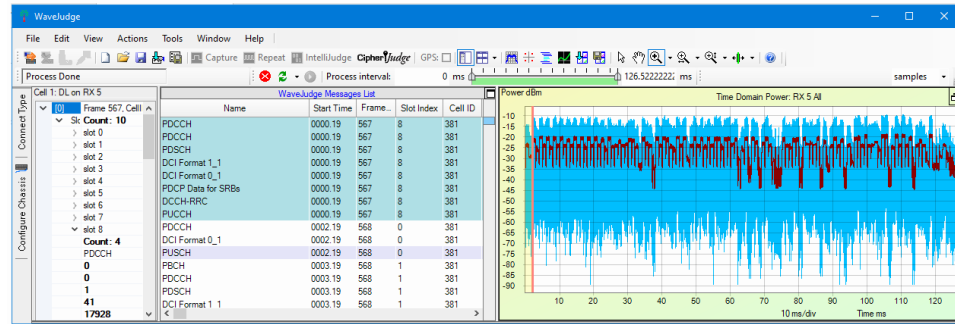 WaveJudge
File Edit View Actions Tools Window Help
Capture Repeat IntelliJudge CipherJudge GPS:
Process Done Process interval: 0 ms 126.52222222 ms samples
Connect Type
Configure Chassis
Cell 1: DL on RX 5
[0] Frame 567, Cell
Slo Count: 10
slot 0
slot 1
slot 2
slot 3
slot 4
slot 5
slot 6
slot 7
slot 8
Count: 4
PDCCH
0
0
1
41
17928
WaveJudge Messages List
Name Start Time Frame... Slot Index Cell ID
PDCCH 0000.19 567 8 381
PDCCH 0000.19 567 8 381
PDSCH 0000.19 567 8 381
DCI Format 1_1 0000.19 567 8 381
DCI Format 0_1 0000.19 567 8 381
PDCP Data for SRBs 0000.19 567 8 381
DCCH-RRC 0000.19 567 8 381
PUCCH 0000.19 567 8 381
PDCCH 0002.19 568 0 381
DCI Format 0_1 0002.19 568 0 381
PUSCH 0002.19 568 0 381
PBCH 0003.19 568 1 381
PDCCH 0003.19 568 1 381
PDSCH 0003.19 568 1 381
DCI Format 1_1 0003.19 568 1 381
Power dBm Time Domain Power: RX 5 All
-10
-15
-20
-25
-30
-35
-40
-45
-50
-55
-60
-65
-70
-75
-80
-85
-90
10 20 30 40 50 60 70 80 90 100 110 120
10 ms/div Time ms